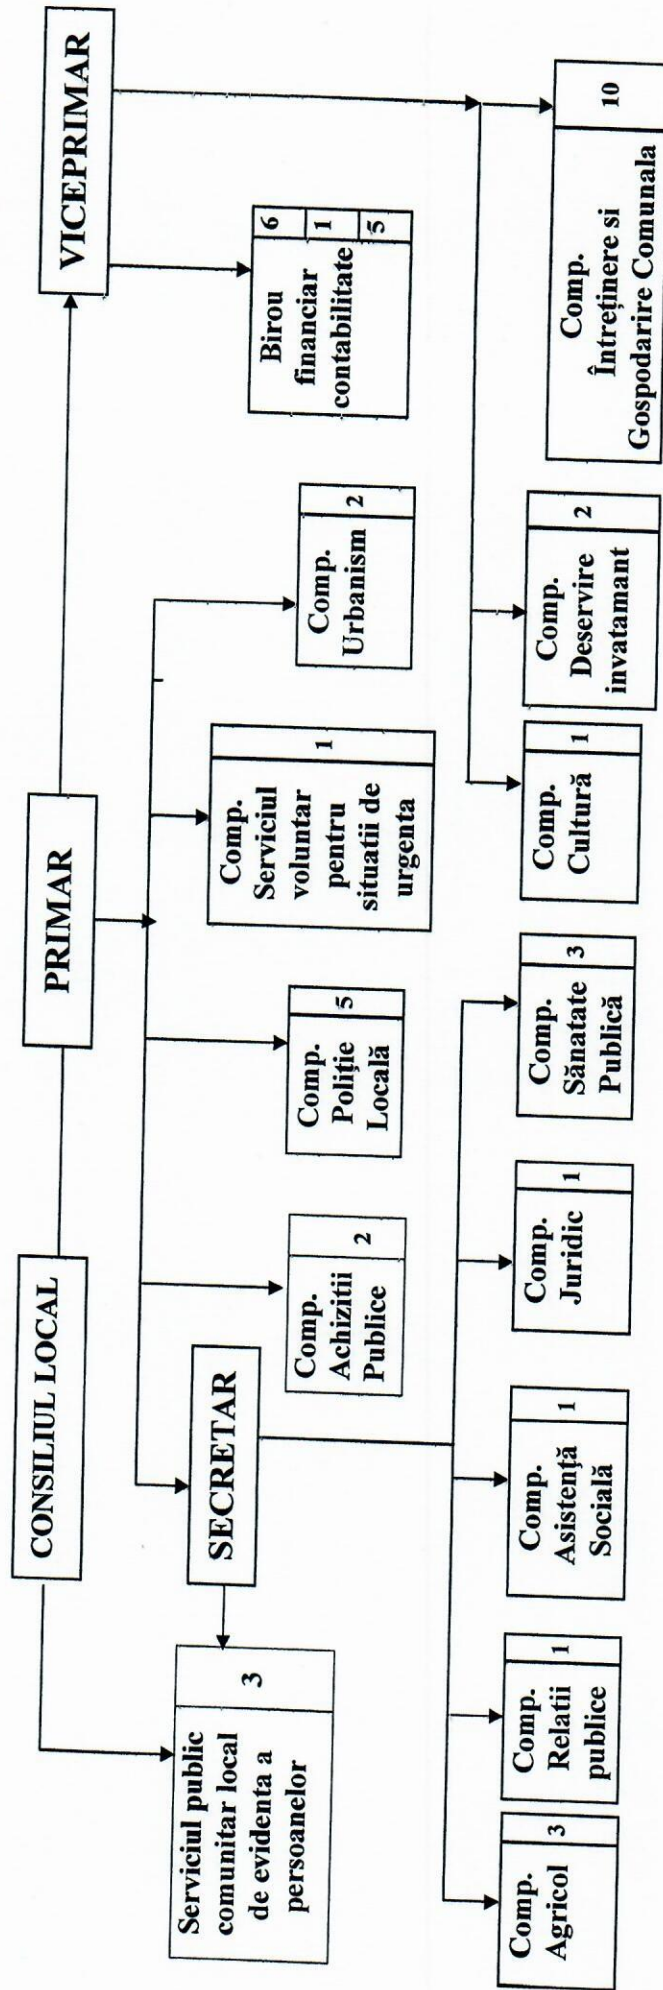 CONSILIUL LOCAL
PRIMAR
VICEPRIMAR
Serviciul public
comunitar local
de evidenta a
persoanelor
3
SECRETAR
Comp.
Achizitii
Publice
2
Comp.
Poliție
Locală
5
Comp.
Serviciul
voluntar
pentru
situatii de
urgenta
1
Comp.
Urbanism
2
Birou
financiar
contabilitate
6
1
5
Comp.
Agricol
3
Comp.
Relatii
publice
1
Comp.
Asistență
Socială
1
Comp.
Juridic
1
Comp.
Sănatate
Publică
3
Comp.
Cultură
1
Comp.
Deservire
invatamant
2
Comp.
Întreținere si
Gospodarire Comunala
10